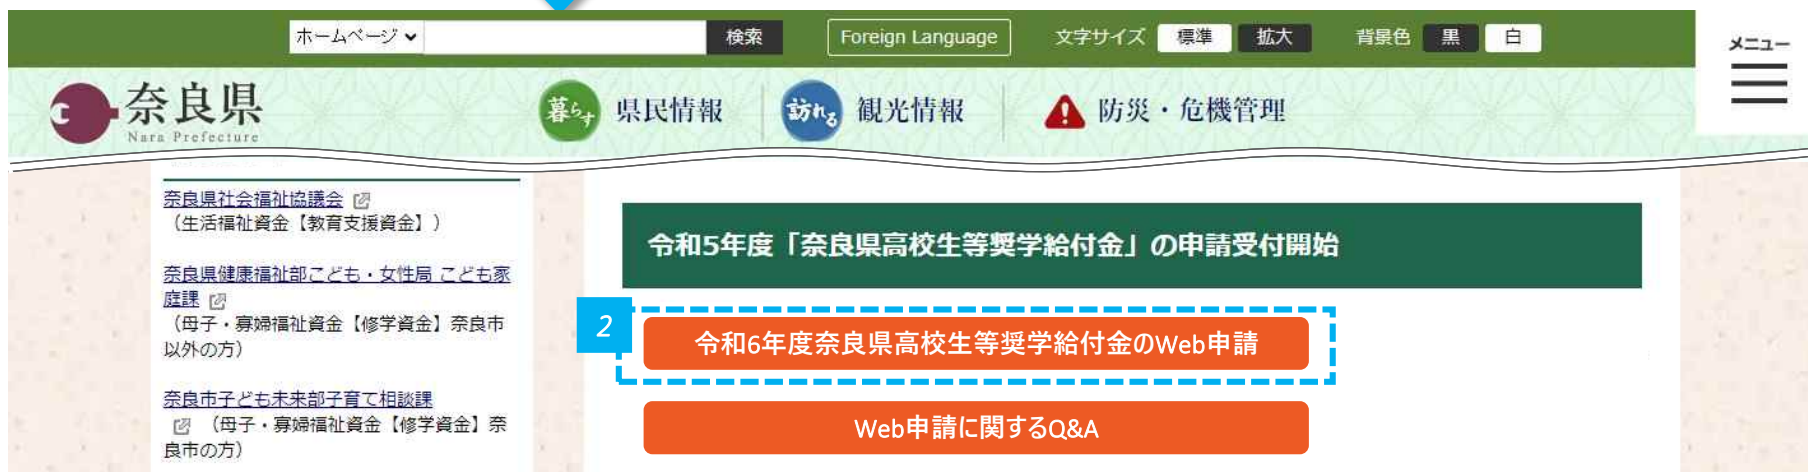 ホームページ
検索
Foreign Language
文字サイズ 標準 拡大
背景色 黒 白
メニュー
奈良県
Nara Prefecture
暮らす 県民情報
訪れる 観光情報
防災・危機管理
奈良県社会福祉協議会
（生活福祉資金【教育支援資金】）
奈良県健康福祉部こども・女性局 こども家
庭課
（母子・寡婦福祉資金【修学資金】奈良市
以外の方）
奈良市子ども未来部子育て相談課
（母子・寡婦福祉資金【修学資金】奈
良市の方）
令和5年度「奈良県高校生等奨学給付金」の申請受付開始
2
令和6年度奈良県高校生等奨学給付金のWeb申請
Web申請に関するQ&A